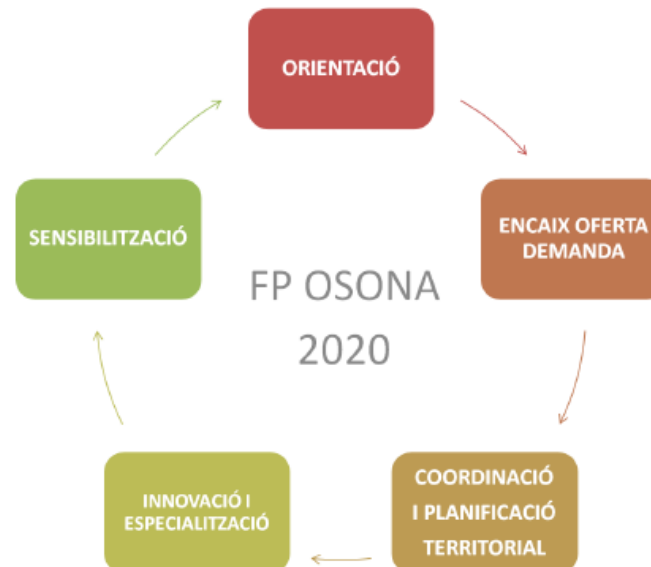 ORIENTACIÓ
ENCAIX OFERTA
DEMANDA
COORDINACIÓ
I PLANIFICACIÓ
TERRITORIAL
INNOVACIÓ I
ESPECIALITZACIÓ
SENSIBILITZACIÓ
FP OSONA
2020